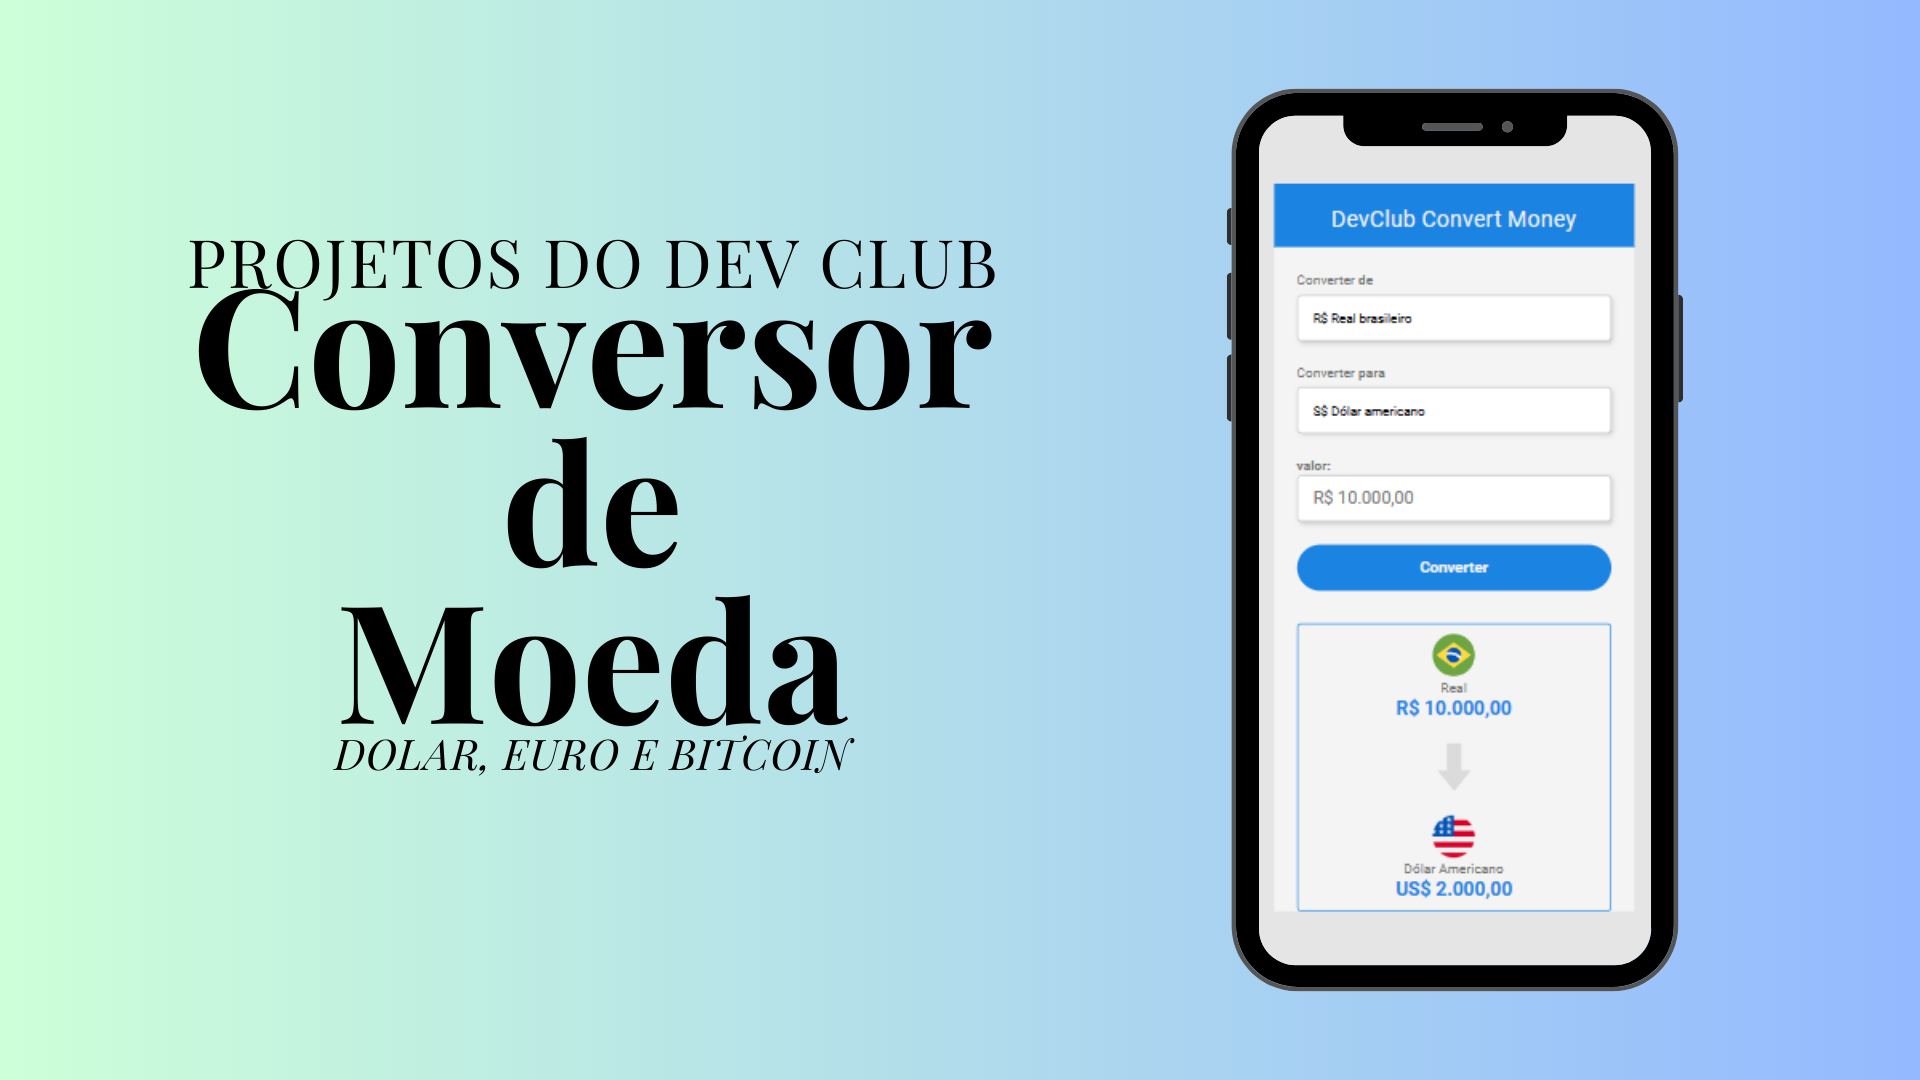 PROJETOS DO DEV CLUB
Conversor
de
Moeda
DOLAR, EURO E BITCOIN
DevClub Convert Money
Converter de
R$ Real brasileiro
Converter para
S$ Dólar americano
valor:
R$ 10.000,00
Converter
Real
R$ 10.000,00
Dólar Americano
US$ 2.000,00